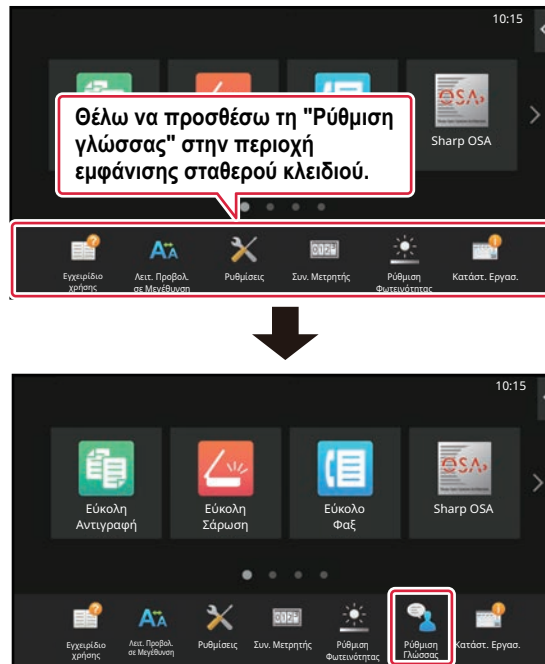 10:15
Θέλω να προσθέσω τη "Ρύθμιση
γλώσσας" στην περιοχή
εμφάνισης σταθερού κλειδιού.
OSA
Sharp OSA
Εγχειρίδιο
χρήσης
Λειτ. Προβολ.
σε Μεγέθυνση
Ρυθμίσεις
Συν. Μετρητής
Ρύθμιση
Φωτεινότητας
Κατάστ. Εργασ.
10:15
Εύκολη
Αντιγραφή
Εύκολη
Σάρωση
Εύκολο
Φαξ
OSA
Sharp OSA
Εγχειρίδιο
χρήσης
Λειτ. Προβολ.
σε Μεγέθυνση
Ρυθμίσεις
Συν. Μετρητής
Ρύθμιση
Φωτεινότητας
Ρύθμιση
Γλώσσας
Κατάστ. Εργασ.